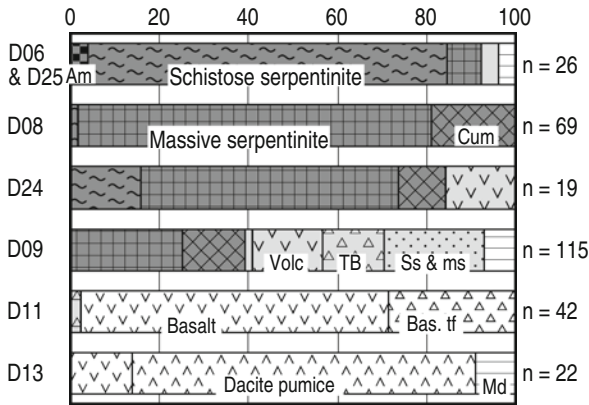 0 20 40 60 80 100
D06
& D25 Am Schistose serpentinite n = 26
D08 Massive serpentinite Cum n = 69
D24 n = 19
D09 Volc TB Ss & ms n = 115
D11 Basalt Bas. tf n = 42
D13 Dacite pumice Md n = 22